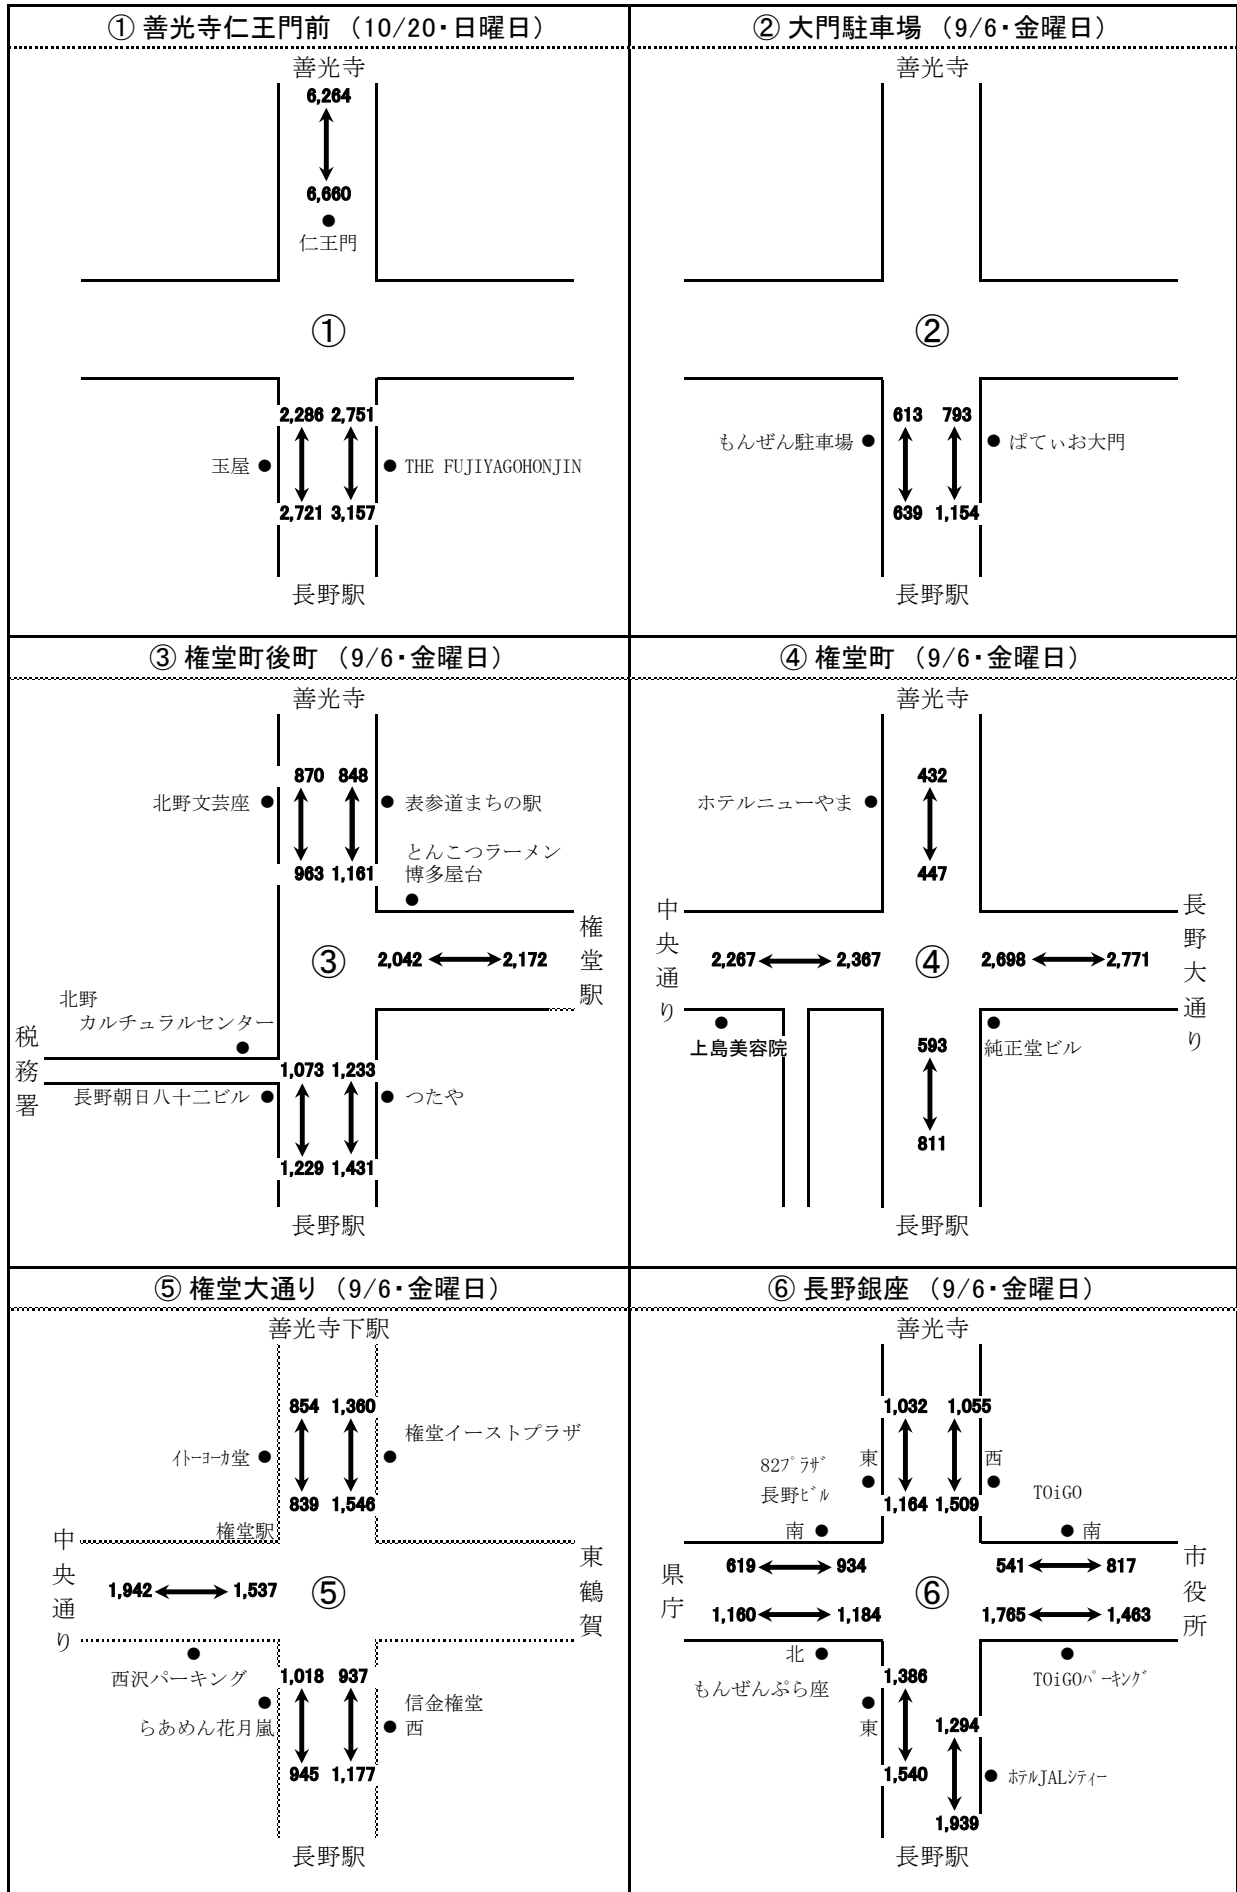 ① 善光寺仁王門前 （10/20･日曜日）
善光寺
6,264
6,660
仁王門
①
2,286 2,751
玉屋
THE FUJIYAGOHONJIN
2,721 3,157
長野駅
② 大門駐車場 （9/6･金曜日）
善光寺
②
613 793
もんぜん駐車場
ぱてぃお大門
639 1,154
長野駅
③ 権堂町後町 （9/6･金曜日）
善光寺
870 848
北野文芸座
表参道まちの駅
963 1,161
とんこつラーメン
博多屋台
③
2,042 2,172
権堂駅
北野
カルチュラルセンター
税務署
1,073 1,233
長野朝日八十二ビル
つたや
1,229 1,431
長野駅
④ 権堂町 （9/6･金曜日）
善光寺
432
ホテルニューやま
447
中央通り
2,267 2,367
④
2,698 2,771
長野大通り
上島美容院
593
純正堂ビル
811
長野駅
⑤ 権堂大通り （9/6･金曜日）
善光寺下駅
854 1,360
ｲﾄｰﾖｰｶ堂
権堂イーストプラザ
839 1,546
権堂駅
中央通り
1,942 1,537
⑤
東鶴賀
西沢パーキング
1,018 937
らあめん花月嵐
信金権堂
西
945 1,177
長野駅
⑥ 長野銀座 （9/6･金曜日）
善光寺
1,032 1,055
82ﾌﾟﾗｻﾞ
長野ﾋﾞﾙ
東
西
TOiGO
1,164 1,509
南
南
県庁
619 934
541 817
⑥
1,160 1,184
1,765 1,463
市役所
北
もんぜんぷら座
東
1,386
TOiGOﾊﾟｰｷﾝｸﾞ
1,294
1,540
ﾎﾃﾙJALｼﾃｨｰ
1,939
長野駅